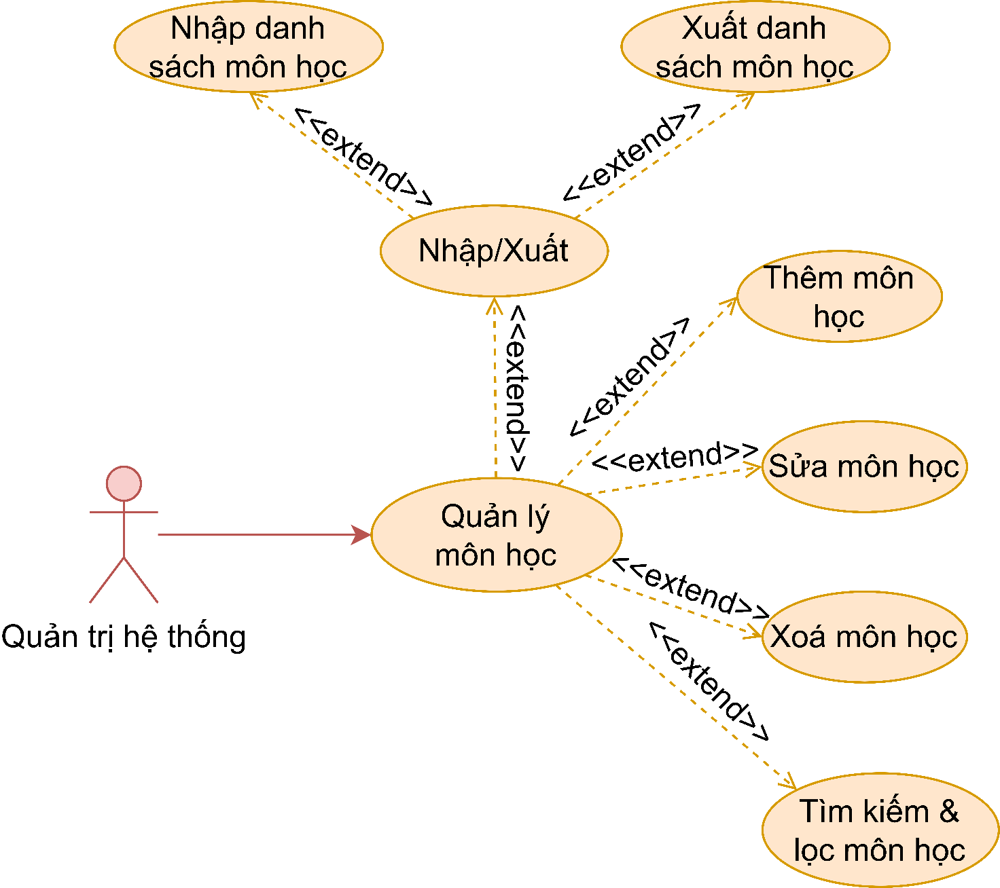 Nhập danh
sách môn học
Xuất danh
sách môn học
<<extend>>
<<extend>>
Nhập/Xuất
Thêm môn
học
<<extend>>
<<extend>>
<<extend>>
Sửa môn học
Quản lý
môn học
<<extend>>
Xoá môn học
Quản trị hệ thống
<<extend>>
Tìm kiếm &
lọc môn học